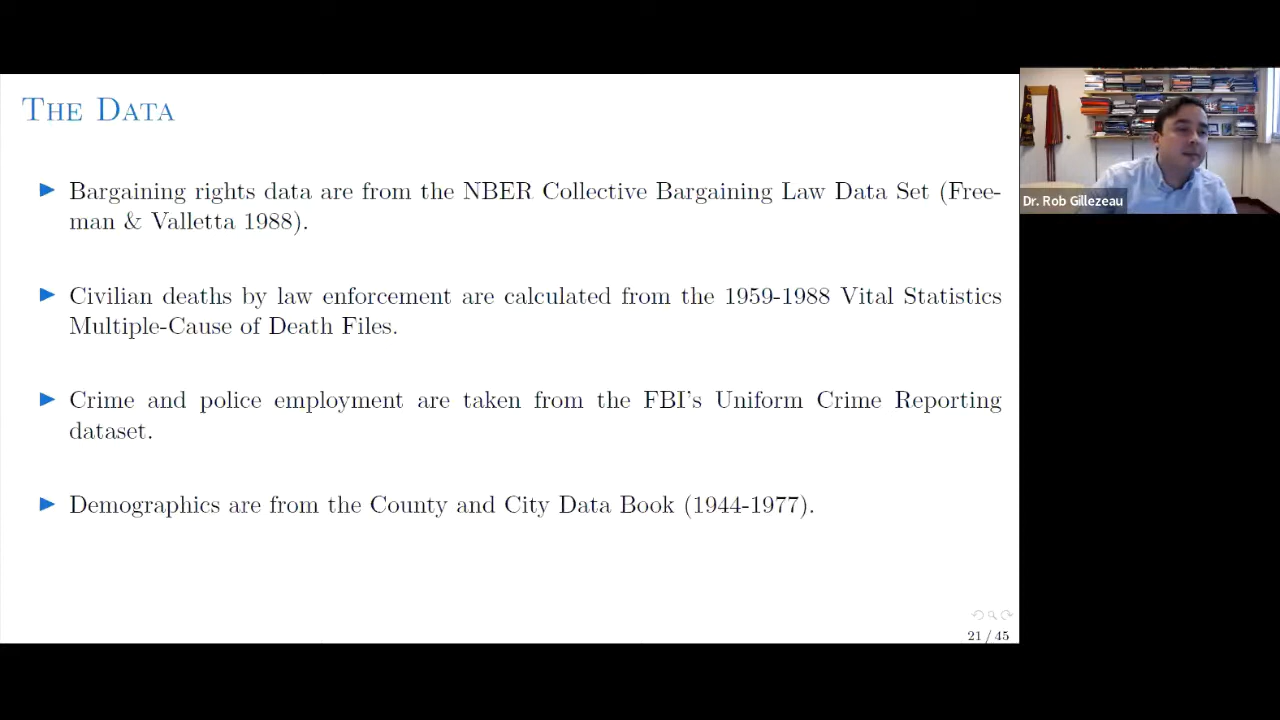 The Data
Bargaining rights data are from the NBER Collective Bargaining Law Data Set (Free-
man & Valletta 1988).
Civilian deaths by law enforcement are calculated from the 1959-1988 Vital Statistics
Multiple-Cause of Death Files.
Crime and police employment are taken from the FBI's Uniform Crime Reporting
dataset.
Demographics are from the County and City Data Book (1944-1977).
21 / 45
Dr. Rob Gillezeau